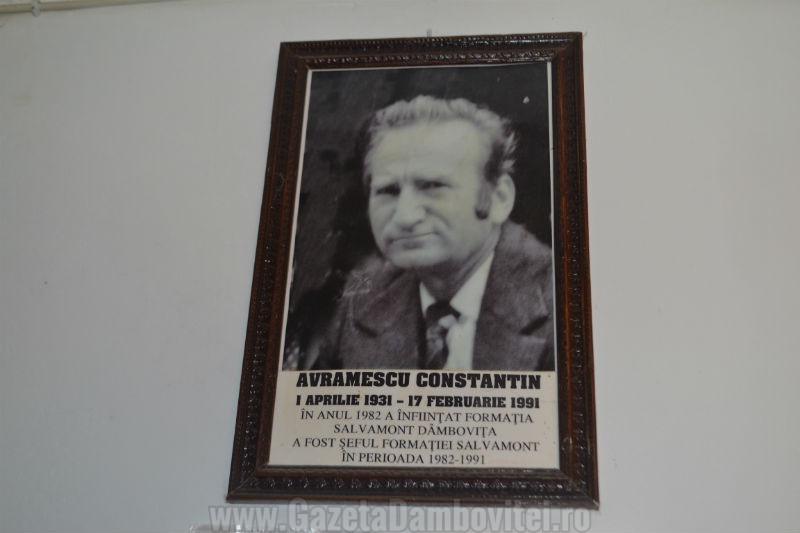 AVRAMESCU CONSTANTIN
1 APRILIE 1931 - 17 FEBRUARIE 1991
ÎN ANUL 1982 A ÎNFIINȚAT FORMAȚIA
SALVAMONT DÂMBOVIȚA
A FOST ȘEFUL FORMAȚIEI SALVAMONT
ÎN PERIOADA 1982-1991
www.GazetaDambovitei.ro